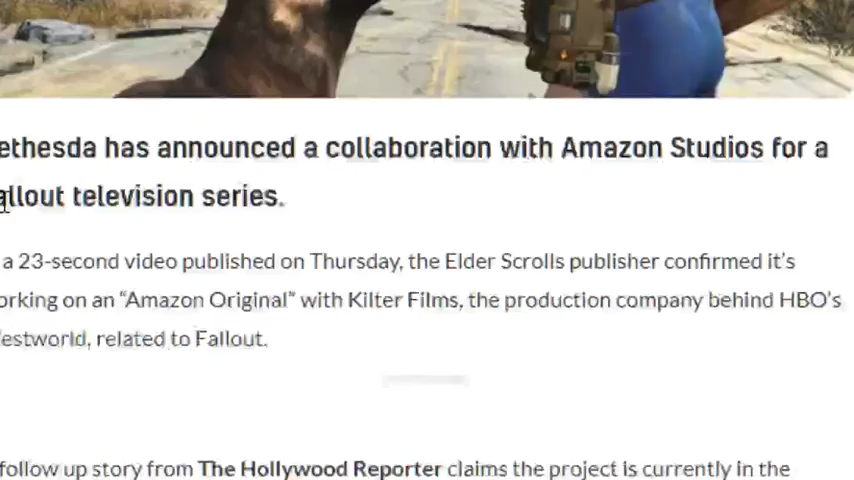 ethesda has announced a collaboration with Amazon Studios for a
allout television series.
a 23-second video published on Thursday, the Elder Scrolls publisher confirmed it’s
orking on an “Amazon Original” with Kilter Films, the production company behind HBO’s
estworld, related to Fallout.
follow up story from The Hollywood Reporter claims the project is currently in the